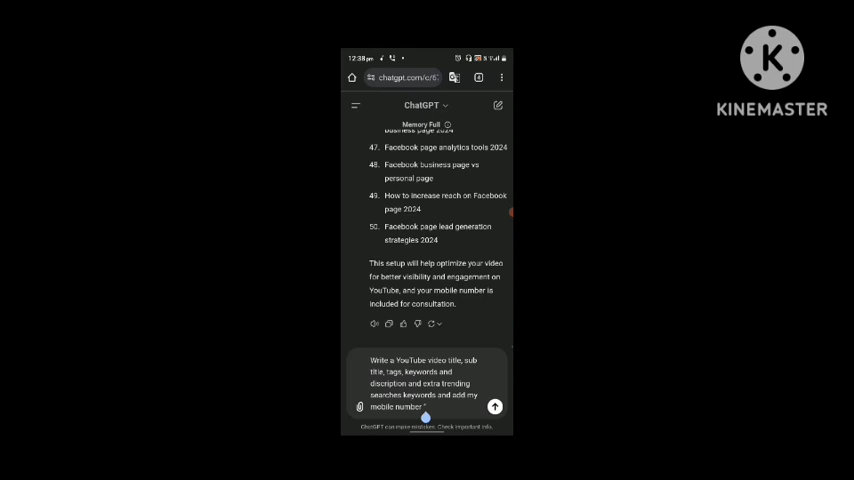 12:38pm
chatgpt.com/c/67
4
ChatGPT
Memory Full
business page 2024
47. Facebook page analytics tools 2024
48. Facebook business page vs
personal page
49. How to increase reach on Facebook
page 2024
50. Facebook page lead generation
strategies 2024
This setup will help optimize your video
for better visibility and engagement on
YouTube, and your mobile number is
included for consultation.
Write a YouTube video title, sub
title, tags, keywords and
discription and extra trending
searches keywords and add my
mobile number "
ChatGPT can make mistakes. Check important info.
K
KINEMASTER